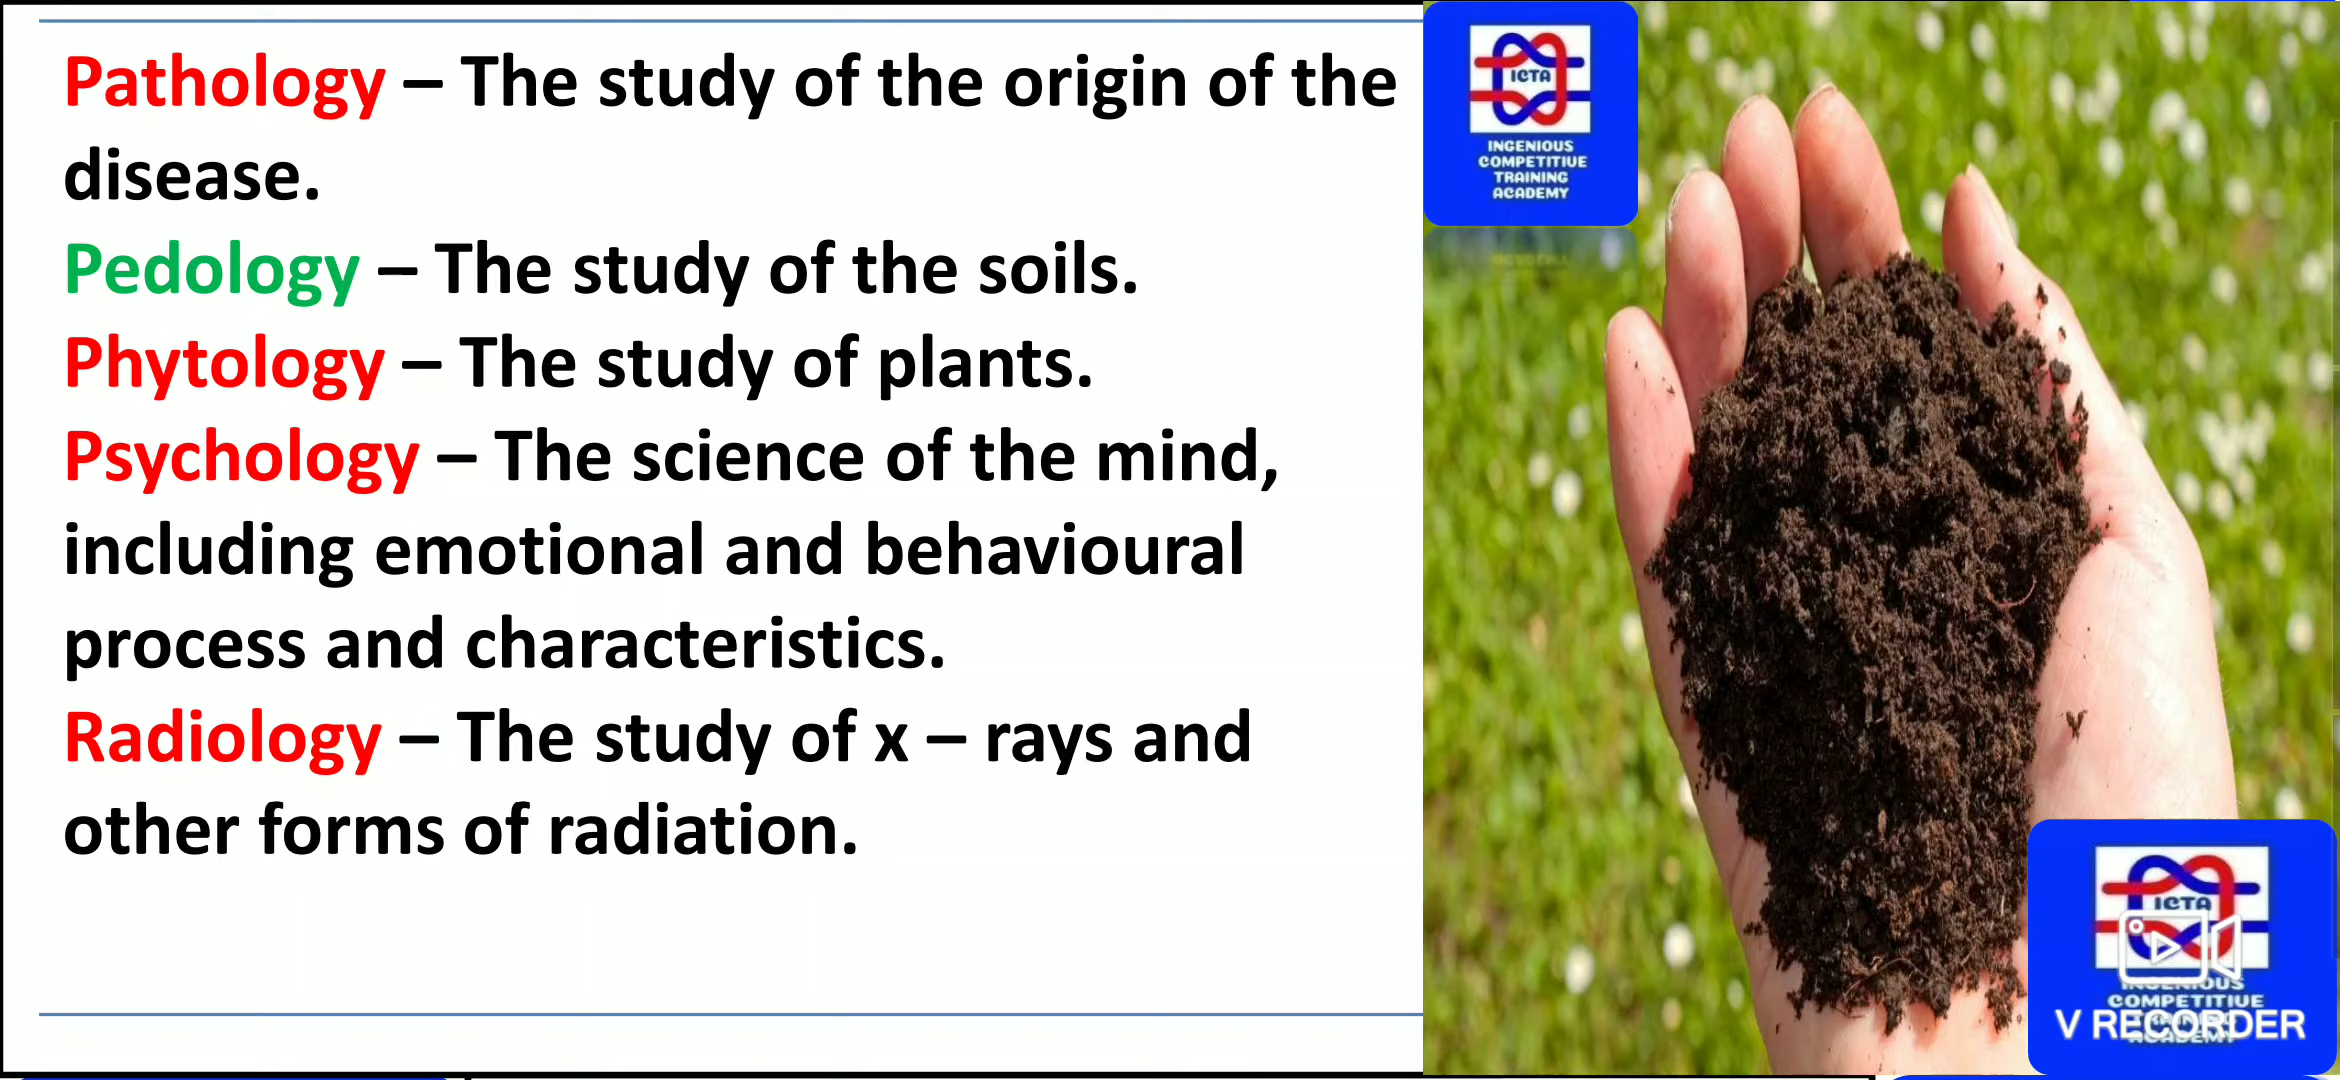 Pathology – The study of the origin of the
disease.
Pedology – The study of the soils.
Phytology – The study of plants.
Psychology – The science of the mind,
including emotional and behavioural
process and characteristics.
Radiology – The study of x – rays and
other forms of radiation.
ICTA
INGENIOUS
COMPETITIUE
TRAINING
ACADEMY
ICTA
INGENIOUS
COMPETITIUE
V RECORDER
ACADEMY